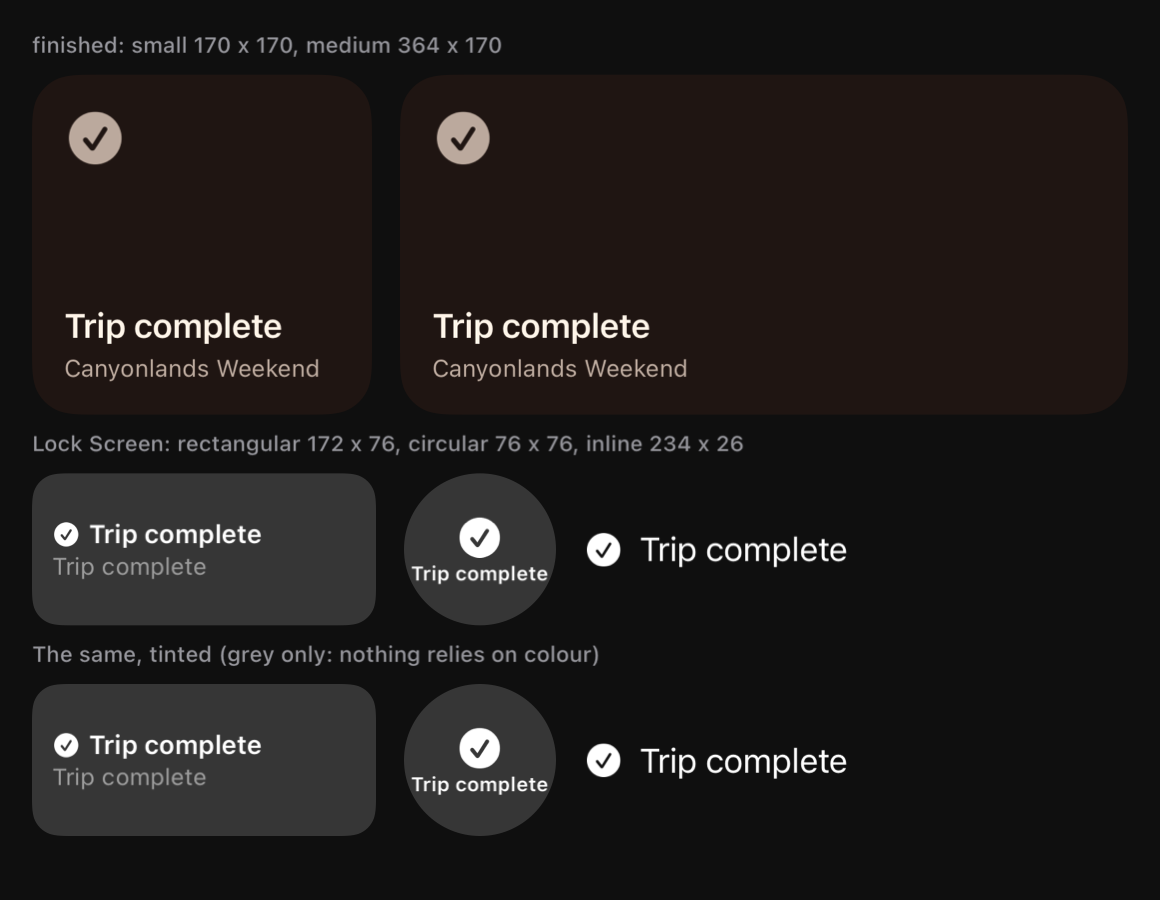 finished: small 170 x 170, medium 364 x 170
Trip complete
Canyonlands Weekend
Trip complete
Canyonlands Weekend
Lock Screen: rectangular 172 x 76, circular 76 x 76, inline 234 x 26
Trip complete
Trip complete
Trip complete
Trip complete
The same, tinted (grey only: nothing relies on colour)
Trip complete
Trip complete
Trip complete
Trip complete